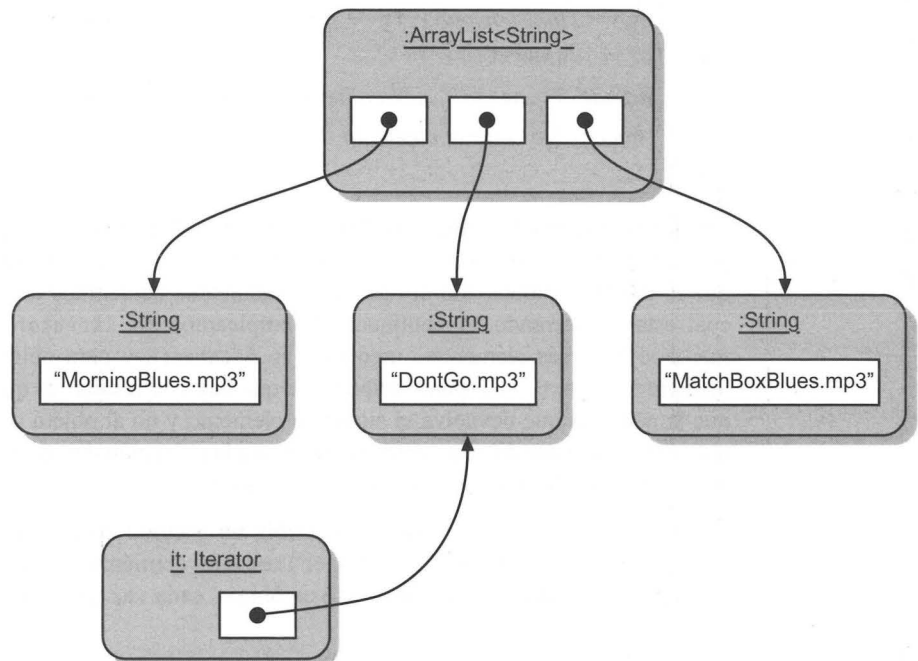 :ArrayList<String>
:String
"MorningBlues.mp3"
:String
"DontGo.mp3"
:String
"MatchBoxBlues.mp3"
it: Iterator